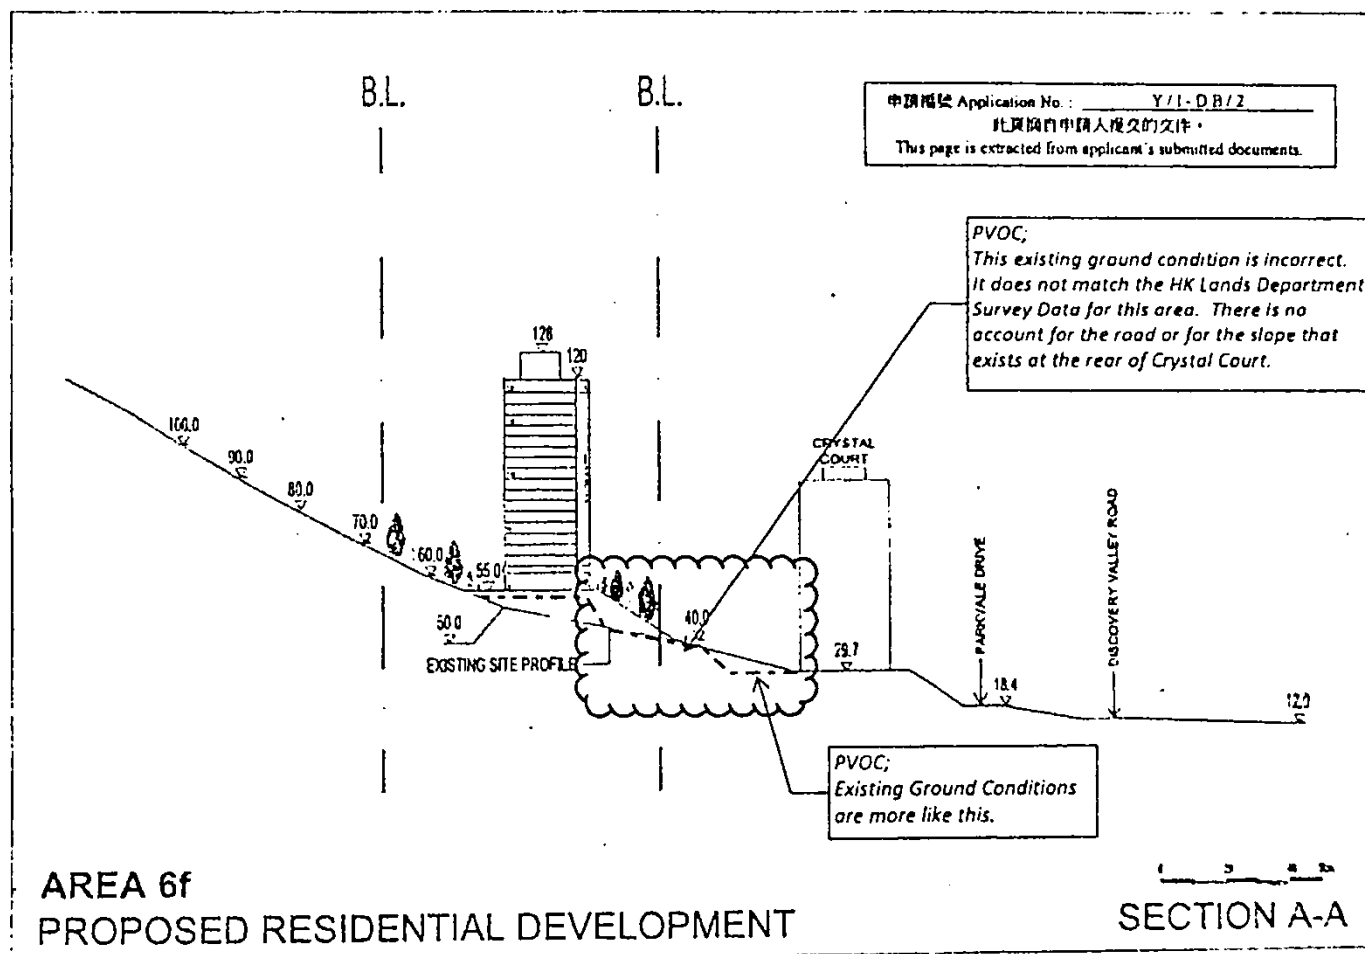 B.L.
B.L.
申請編號 Application No. : Y/I-DB/2
此頁摘自申請人提交的文件。
This page is extracted from applicant's submitted documents.
PVOC;
This existing ground condition is incorrect.
It does not match the HK Lands Department
Survey Data for this area. There is no
account for the road or for the slope that
exists at the rear of Crystal Court.
128
120
100.0
90.0
80.0
70.0
60.0
55.0
50.0
EXISTING SITE PROFILE
40.0
CRYSTAL
COURT
29.7
PARKVALE DRIVE
18.4
DISCOVERY VALLEY ROAD
12.0
PVOC;
Existing Ground Conditions
are more like this.
AREA 6f
PROPOSED RESIDENTIAL DEVELOPMENT
SECTION A-A